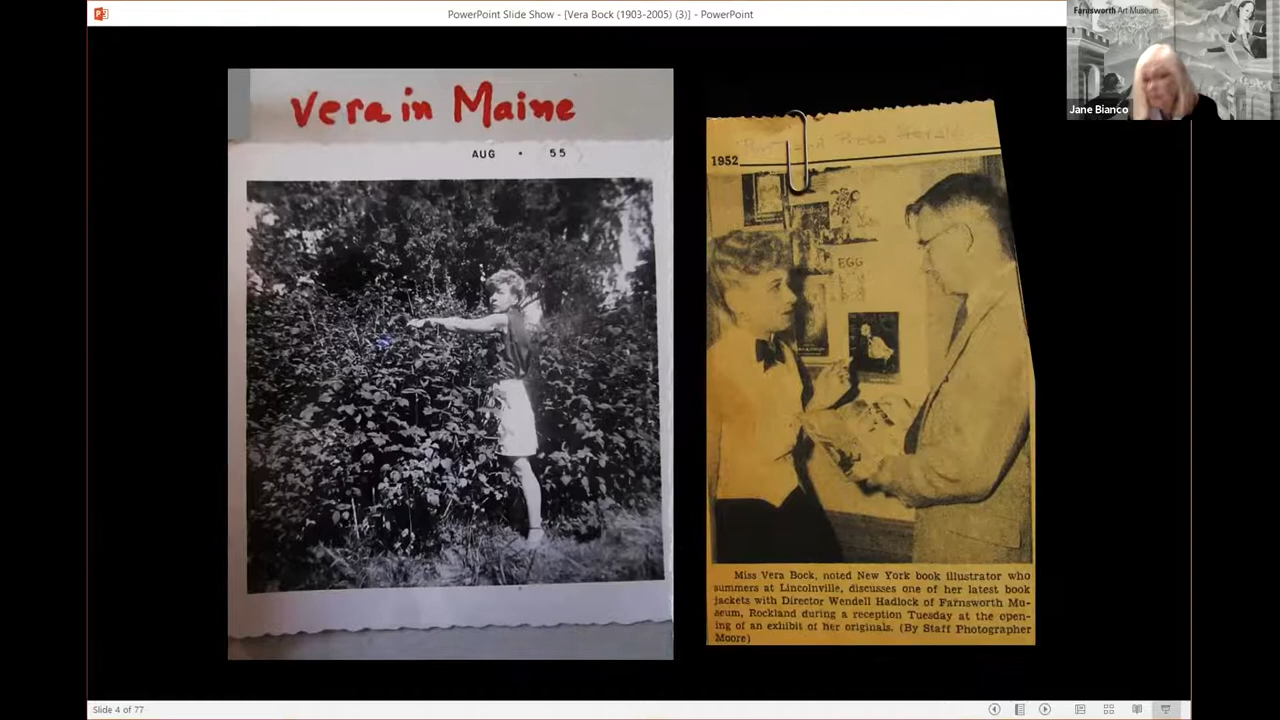 PowerPoint Slide Show - [Vera Bock (1903-2005) (3)] - PowerPoint
Farnsworth Art Museum
Jane Bianco
Vera in Maine
AUG • 55
Press Herald
1952
EGG
Miss Vera Bock, noted New York book illustrator who
summers at Lincolnville, discusses one of her latest book
jackets with Director Wendell Hadlock of Farnsworth Mu-
seum, Rockland during a reception Tuesday at the open-
ing of an exhibit of her originals. (By Staff Photographer
Moore)
Slide 4 of 77